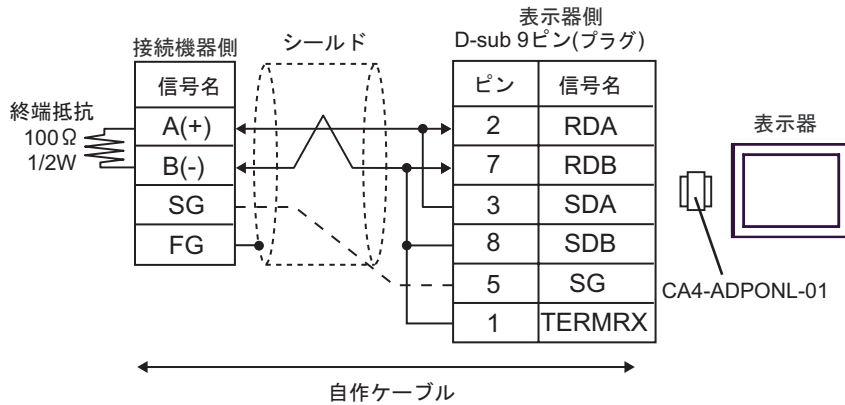 表示器側
D-sub 9ピン(プラグ)
接続機器側
シールド
信号名
ピン 信号名
終端抵抗
100Ω
1/2W
A(+)
2 RDA
表示器
B(-)
7 RDB
SG
3 SDA
FG
8 SDB
5 SG
CA4-ADPONL-01
1 TERMRX
自作ケーブル